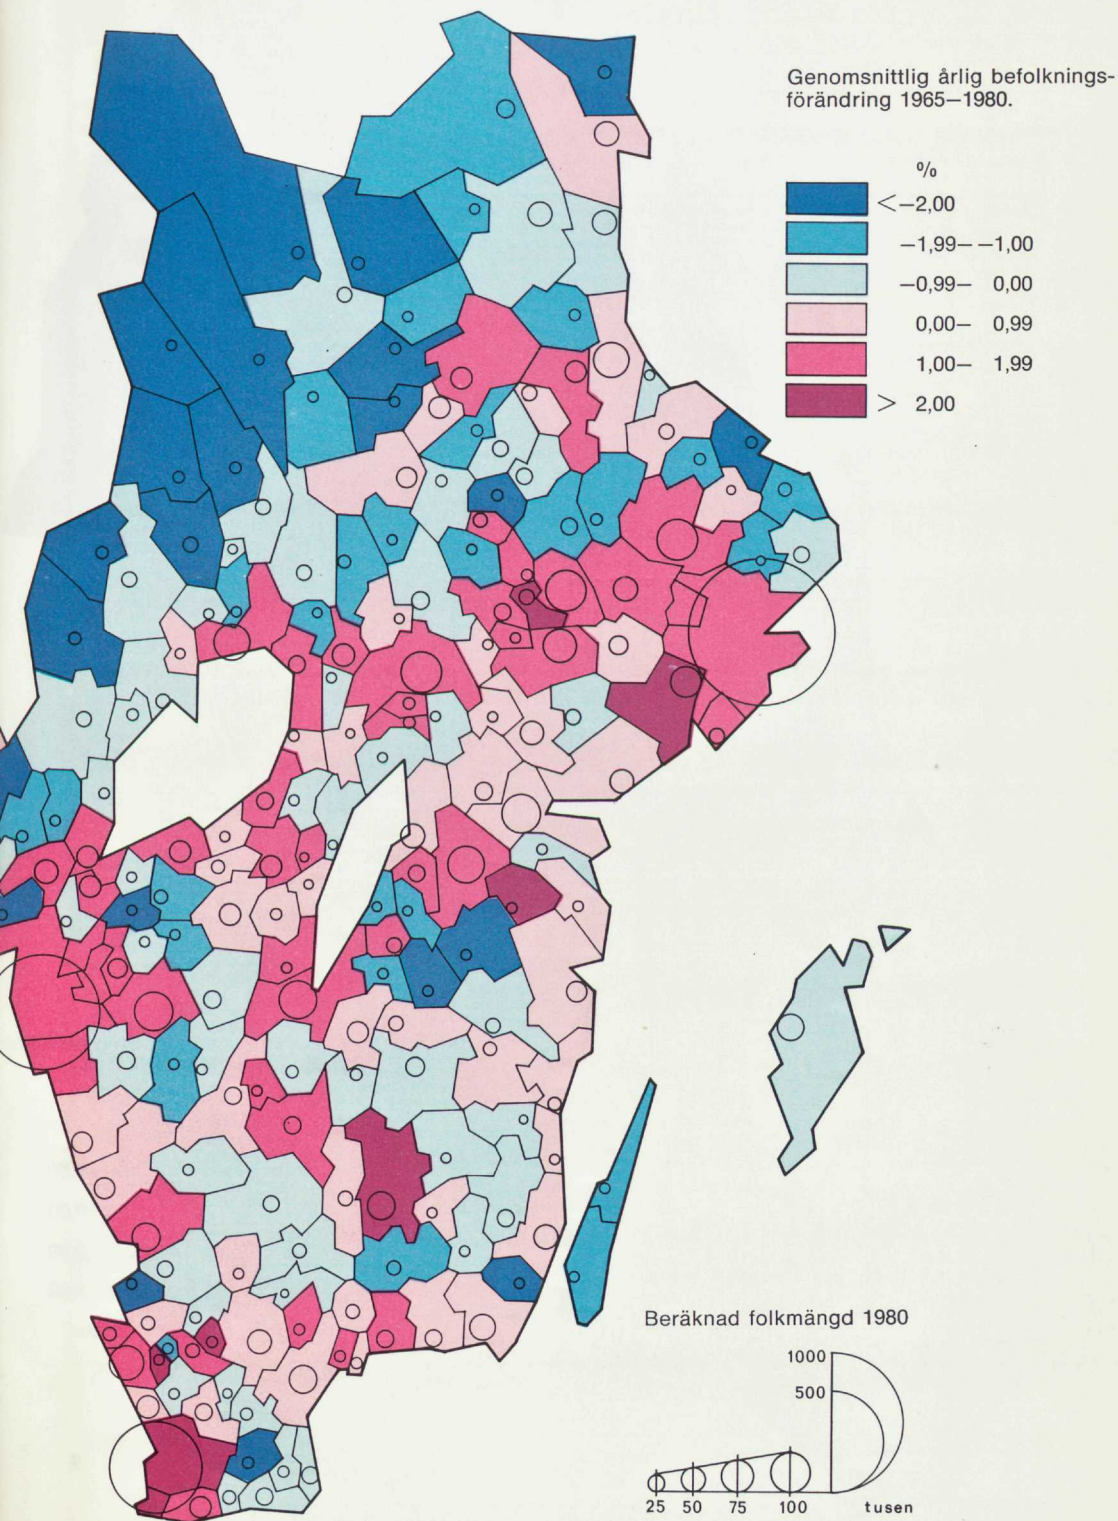 Genomsnittlig årlig befolknings-
förändring 1965—1980.
%
<—2,00
—1,99— —1,00
—0,99— 0,00
0,00— 0,99
1,00— 1,99
> 2,00
Beräknad folkmängd 1980
1000
500
25 50 75 100 tusen